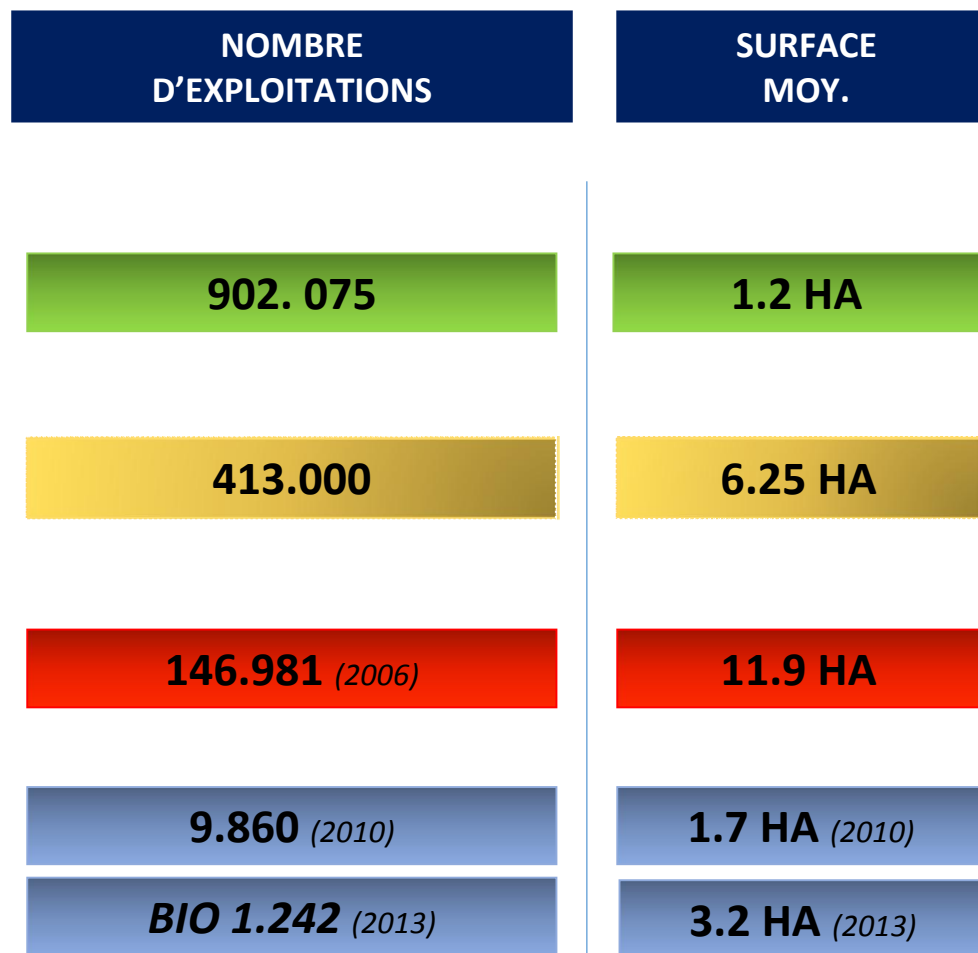 NOMBRE
D’EXPLOITATIONS
SURFACE
MOY.
902. 075
1.2 HA
413.000
6.25 HA
146.981 (2006)
11.9 HA
9.860 (2010)
1.7 HA (2010)
BIO 1.242 (2013)
3.2 HA (2013)